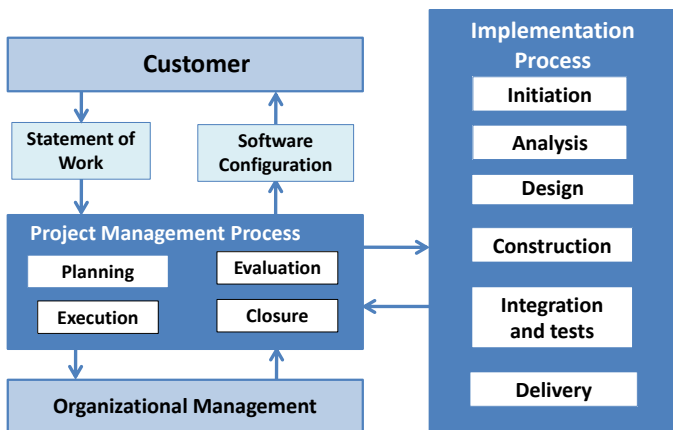 Customer
Statement of
Work
Software
Configuration
Project Management Process
Planning
Evaluation
Execution
Closure
Organizational Management
Implementation
Process
Initiation
Analysis
Design
Construction
Integration
and tests
Delivery